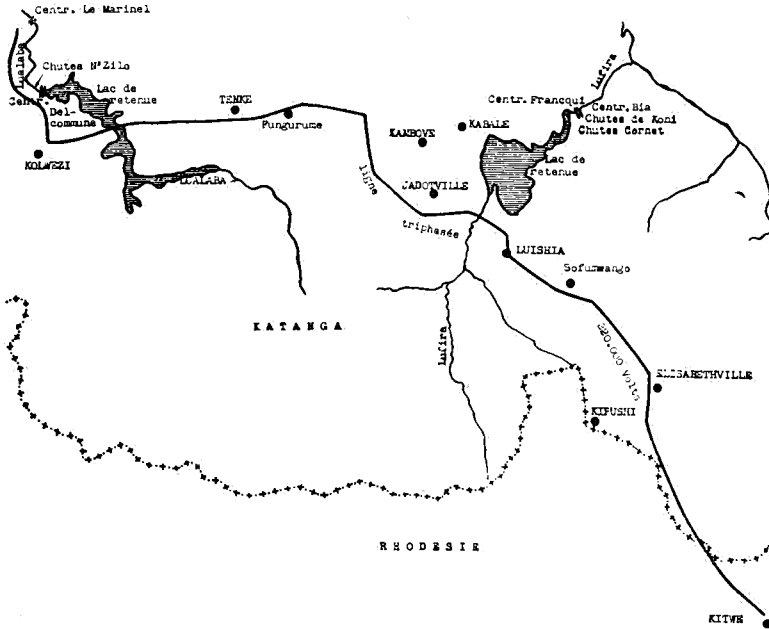 Centr. Le Marinel
Lualaba
Chutes N'Zilo
Centr.
Del-
commune
Lac de
retenue
KOLWEZI
TENKE
Fungurume
KAMBOVE
KABALE
JADOTVILLE
ligne
triphasée
220.000 Volts
LUALABA
Centr. Francqui
Lufira
Centr. Bia
Chutes de Koni
Chutes Cornet
Lac de
retenue
LUISHIA
Sofumwango
KATANGA
Lufira
ELISABETHVILLE
KIPUSHI
RHODESIE
KITWE